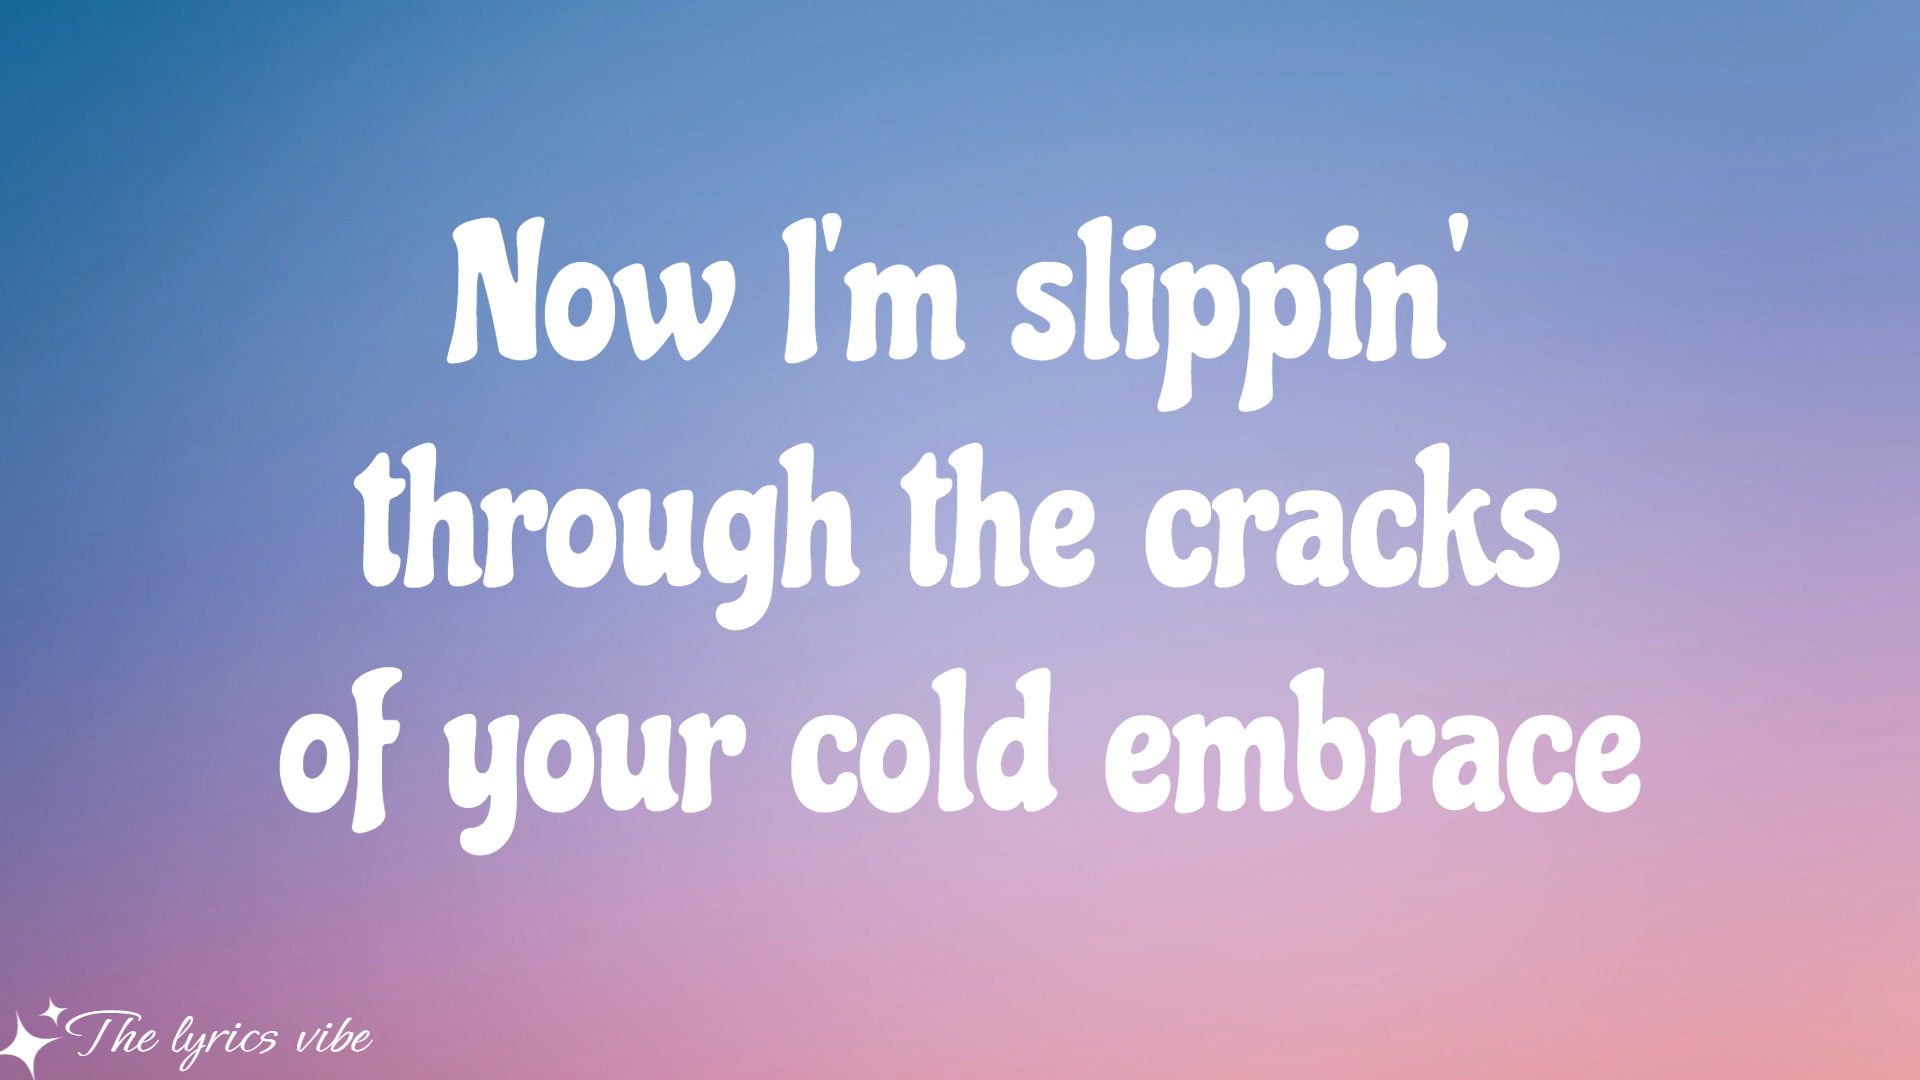 Now I'm slippin'
through the cracks
of your cold embrace
The lyrics vibe